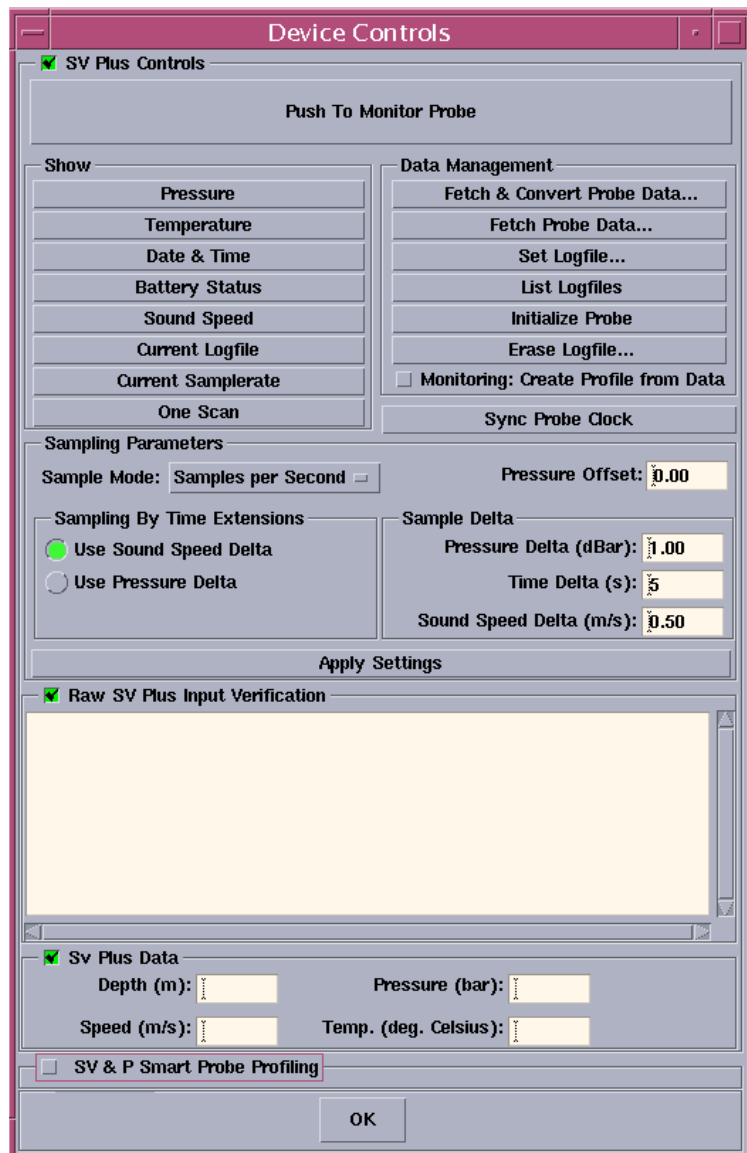 Device Controls
SV Plus Controls
Push To Monitor Probe
Show
Pressure
Temperature
Date & Time
Battery Status
Sound Speed
Current Logfile
Current Samplerate
One Scan
Data Management
Fetch & Convert Probe Data...
Fetch Probe Data...
Set Logfile...
List Logfiles
Initialize Probe
Erase Logfile...
Monitoring: Create Profile from Data
Sync Probe Clock
Sampling Parameters
Sample Mode: Samples per Second
Pressure Offset: 0.00
Sampling By Time Extensions
Use Sound Speed Delta
Use Pressure Delta
Sample Delta
Pressure Delta (dBar): 1.00
Time Delta (s): 5
Sound Speed Delta (m/s): 0.50
Apply Settings
Raw SV Plus Input Verification
Sv Plus Data
Depth (m):
Pressure (bar):
Speed (m/s):
Temp. (deg. Celsius):
SV & P Smart Probe Profiling
OK